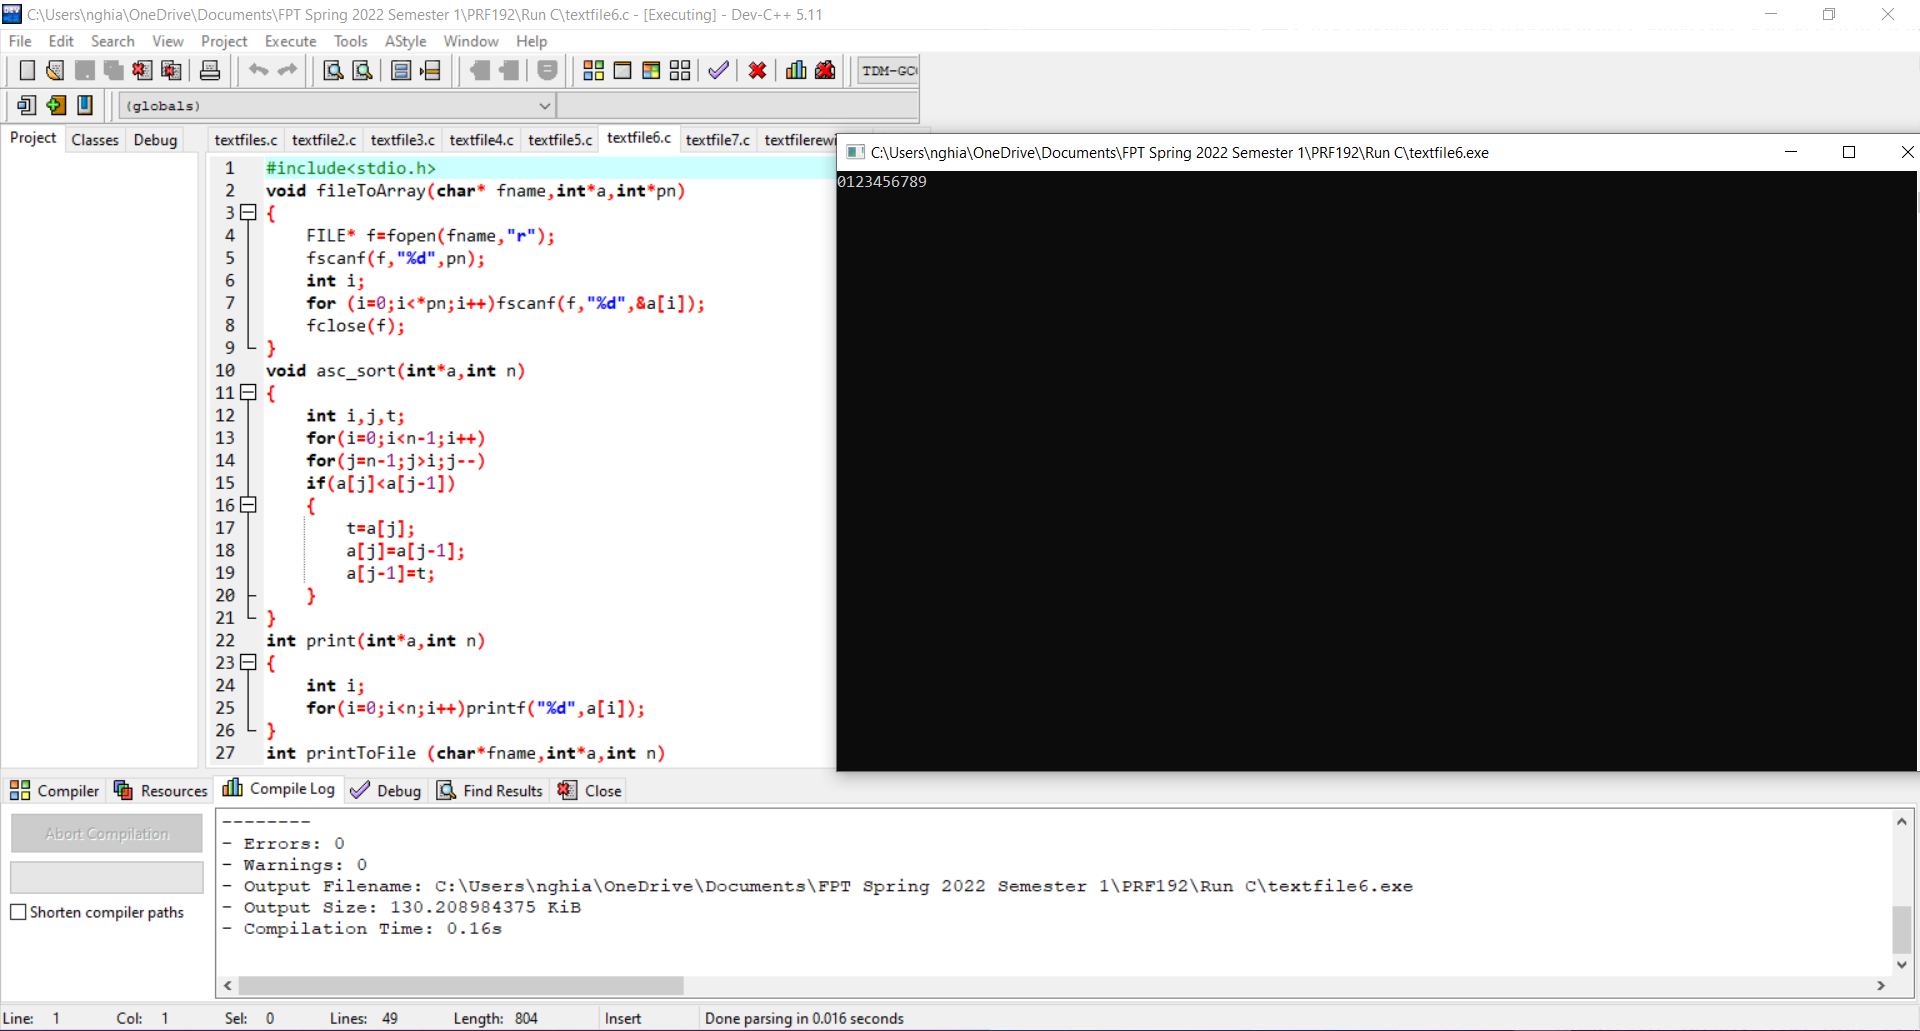 C:\Users\nghia\OneDrive\Documents\FPT Spring 2022 Semester 1\PRF192\Run C\textfile6.c - [Executing] - Dev-C++ 5.11
File Edit Search View Project Execute Tools AStyle Window Help
TDM-GC
(globals)
Project Classes Debug
textfiles.c textfile2.c textfile3.c textfile4.c textfile5.c textfile6.c textfile7.c textfilerew
1 #include<stdio.h>
2 void fileToArray(char* fname,int*a,int*pn)
3 {
4 FILE* f=fopen(fname,"r");
5 fscanf(f,"%d",pn);
6 int i;
7 for (i=0;i<*pn;i++)fscanf(f,"%d",&a[i]);
8 fclose(f);
9 }
10 void asc_sort(int*a,int n)
11 {
12 int i,j,t;
13 for(i=0;i<n-1;i++)
14 for(j=n-1;j>i;j--)
15 if(a[j]<a[j-1])
16 {
17 t=a[j];
18 a[j]=a[j-1];
19 a[j-1]=t;
20 }
21 }
22 int print(int*a,int n)
23 {
24 int i;
25 for(i=0;i<n;i++)printf("%d",a[i]);
26 }
27 int printToFile (char*fname,int*a,int n)
C:\Users\nghia\OneDrive\Documents\FPT Spring 2022 Semester 1\PRF192\Run C\textfile6.exe
0123456789
Compiler Resources Compile Log Debug Find Results Close
Abort Compilation
Shorten compiler paths
--------
- Errors: 0
- Warnings: 0
- Output Filename: C:\Users\nghia\OneDrive\Documents\FPT Spring 2022 Semester 1\PRF192\Run C\textfile6.exe
- Output Size: 130.208984375 KiB
- Compilation Time: 0.16s
Line: 1 Col: 1 Sel: 0 Lines: 49 Length: 804 Insert Done parsing in 0.016 seconds